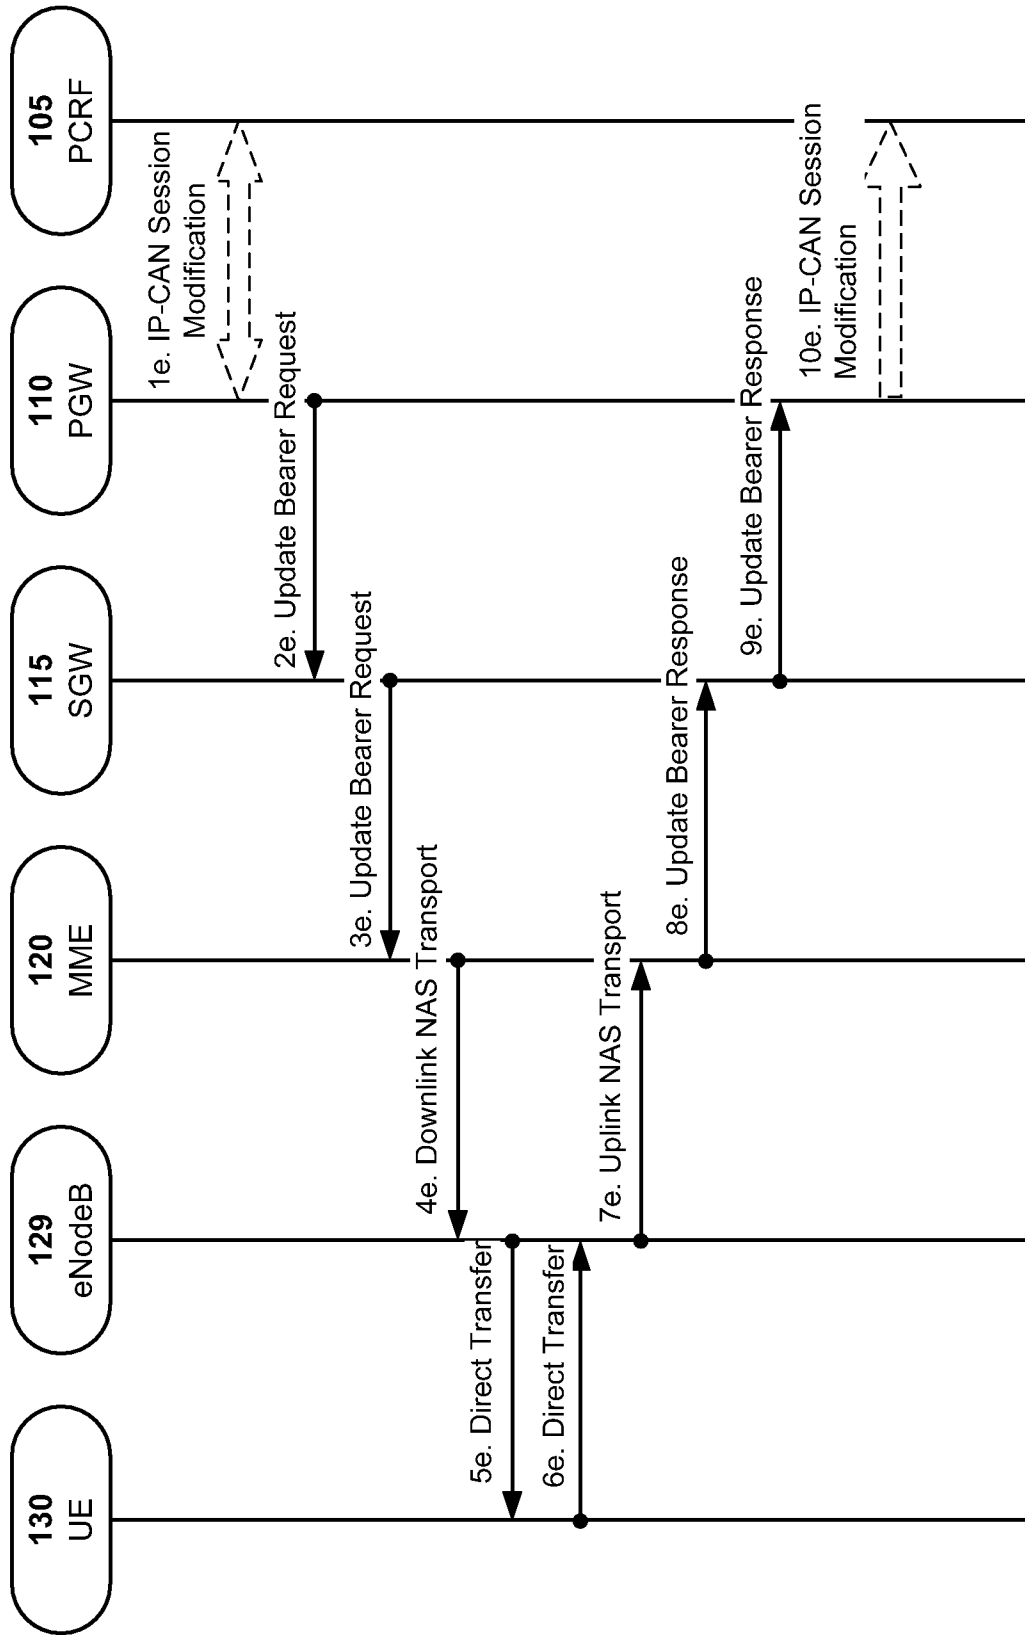 130
UE
129
eNodeB
120
MME
115
SGW
110
PGW
105
PCRF
1e. IP-CAN Session
Modification
2e. Update Bearer Request
3e. Update Bearer Request
4e. Downlink NAS Transport
5e. Direct Transfer
6e. Direct Transfer
7e. Uplink NAS Transport
8e. Update Bearer Response
9e. Update Bearer Response
10e. IP-CAN Session
Modification